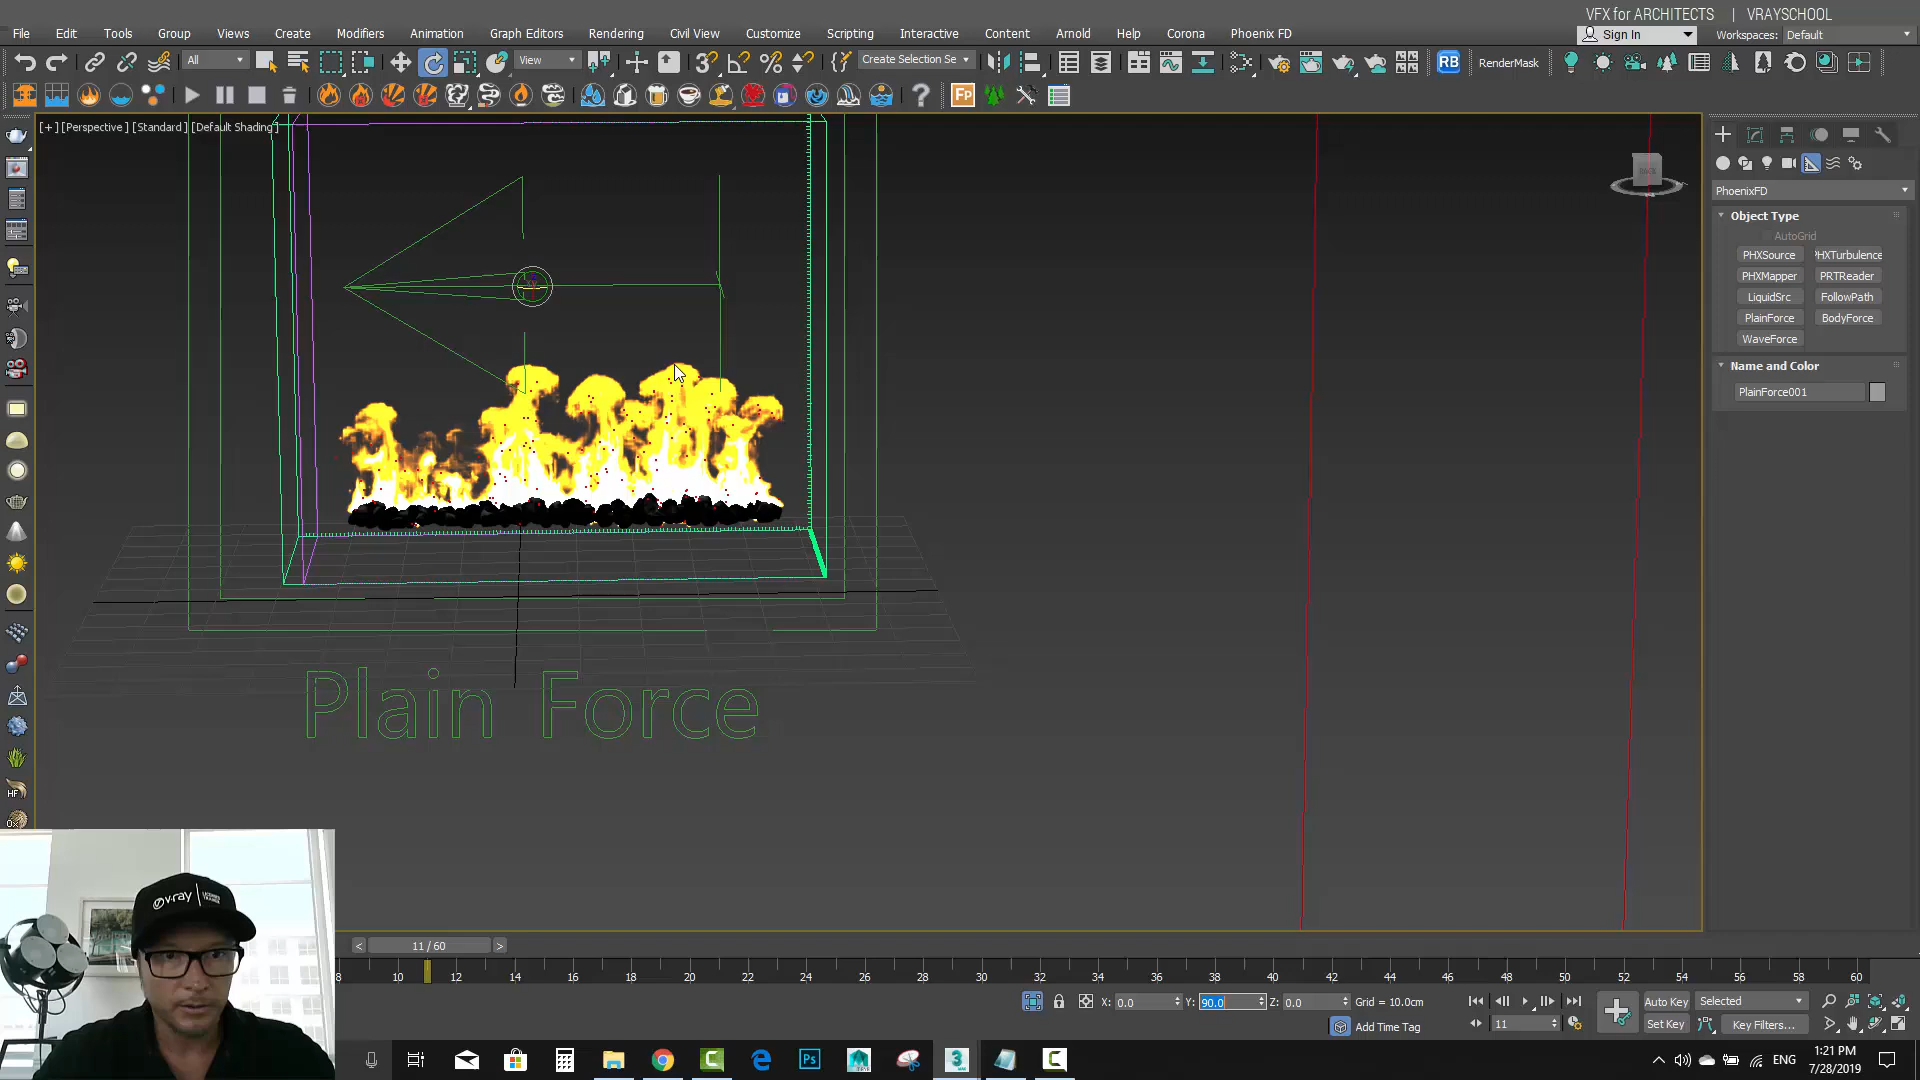 VFX for ARCHITECTS | VRAYSCHOOL
File Edit Tools Group Views Create Modifiers Animation Graph Editors Rendering Civil View Customize Scripting Interactive Content Arnold Help Corona Phoenix FD
Sign In
Workspaces: Default
All
View
Create Selection Se
RB
RenderMask
Fp
[+] [Perspective ] [Standard ] [Default Shading ]
PhoenixFD
Object Type
AutoGrid
PHXSource PHXTurbulence
PHXMapper PRTReader
LiquidSrc FollowPath
PlainForce BodyForce
WaveForce
Name and Color
PlainForce001
Plain Force
HF
v·ray
< 11 / 60 >
8 10 12 14 16 18 20 22 24 26 28 30 32 34 36 38 40 42 44 46 48 50 52 54 56 58 60
X: 0.0 Y: 90.0 Z: 0.0 Grid = 10.0cm
Auto Key Selected
Add Time Tag
11
Set Key Key Filters...
Ps
3
ENG
1:21 PM
7/28/2019